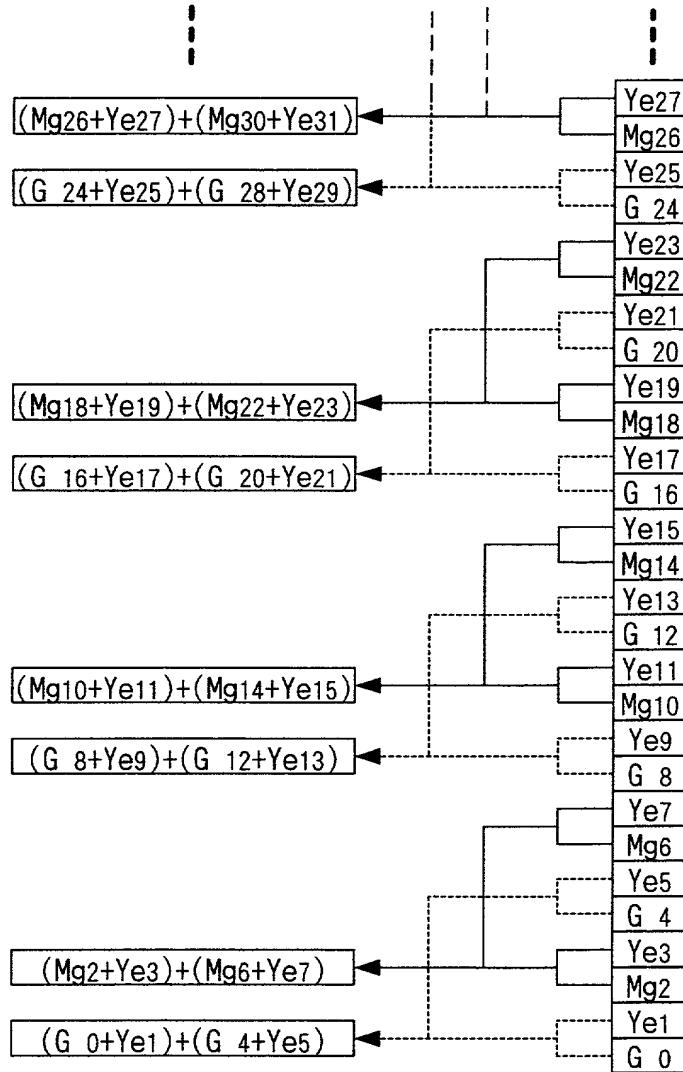 Ye27
(Mg26+Ye27)+(Mg30+Ye31)
Mg26
Ye25
(G 24+Ye25)+(G 28+Ye29)
G 24
Ye23
Mg22
Ye21
G 20
Ye19
(Mg18+Ye19)+(Mg22+Ye23)
Mg18
Ye17
(G 16+Ye17)+(G 20+Ye21)
G 16
Ye15
Mg14
Ye13
G 12
Ye11
(Mg10+Ye11)+(Mg14+Ye15)
Mg10
Ye9
(G 8+Ye9)+(G 12+Ye13)
G 8
Ye7
Mg6
Ye5
G 4
Ye3
(Mg2+Ye3)+(Mg6+Ye7)
Mg2
Ye1
(G 0+Ye1)+(G 4+Ye5)
G 0